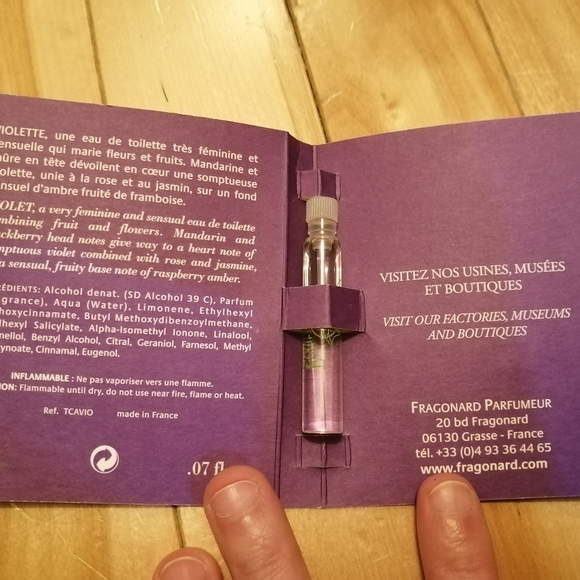 VIOLETTE, une eau de toilette très féminine et
sensuelle qui marie fleurs et fruits. Mandarine et
mûre en tête dévoilent en cœur une somptueuse
violette, unie à la rose et au jasmin, sur un fond
sensuel d'ambre fruité de framboise.
VIOLET, a very feminine and sensual eau de toilette
combining fruit and flowers. Mandarin and
blackberry head notes give way to a heart note of
sumptuous violet combined with rose and jasmine,
a sensual, fruity base note of raspberry amber.
INGRÉDIENTS: Alcohol denat. (SD Alcohol 39 C), Parfum
(Fragrance), Aqua (Water), Limonene, Ethylhexyl
Methoxycinnamate, Butyl Methoxydibenzoylmethane,
Ethylhexyl Salicylate, Alpha-Isomethyl Ionone, Linalool,
Citronellol, Benzyl Alcohol, Citral, Geraniol, Farnesol, Methyl
2-Octynoate, Cinnamal, Eugenol.
INFLAMMABLE : Ne pas vaporiser vers une flamme.
CAUTION: Flammable until dry, do not use near fire, flame or heat.
Ref. TCAVIO made in France
.07 fl
VISITEZ NOS USINES, MUSÉES
ET BOUTIQUES
VISIT OUR FACTORIES, MUSEUMS
AND BOUTIQUES
FRAGONARD PARFUMEUR
20 bd Fragonard
06130 Grasse - France
tél. +33 (0)4 93 36 44 65
www.fragonard.com